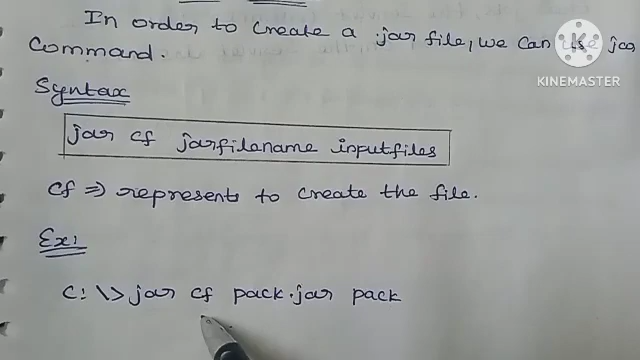 In order to create a .jar file, we can use jar
command.
KINEMASTER
Syntax
jar cf jarfilename inputfiles
cf => represents to create the file.
Ex:
C:\>jar cf pack.jar pack